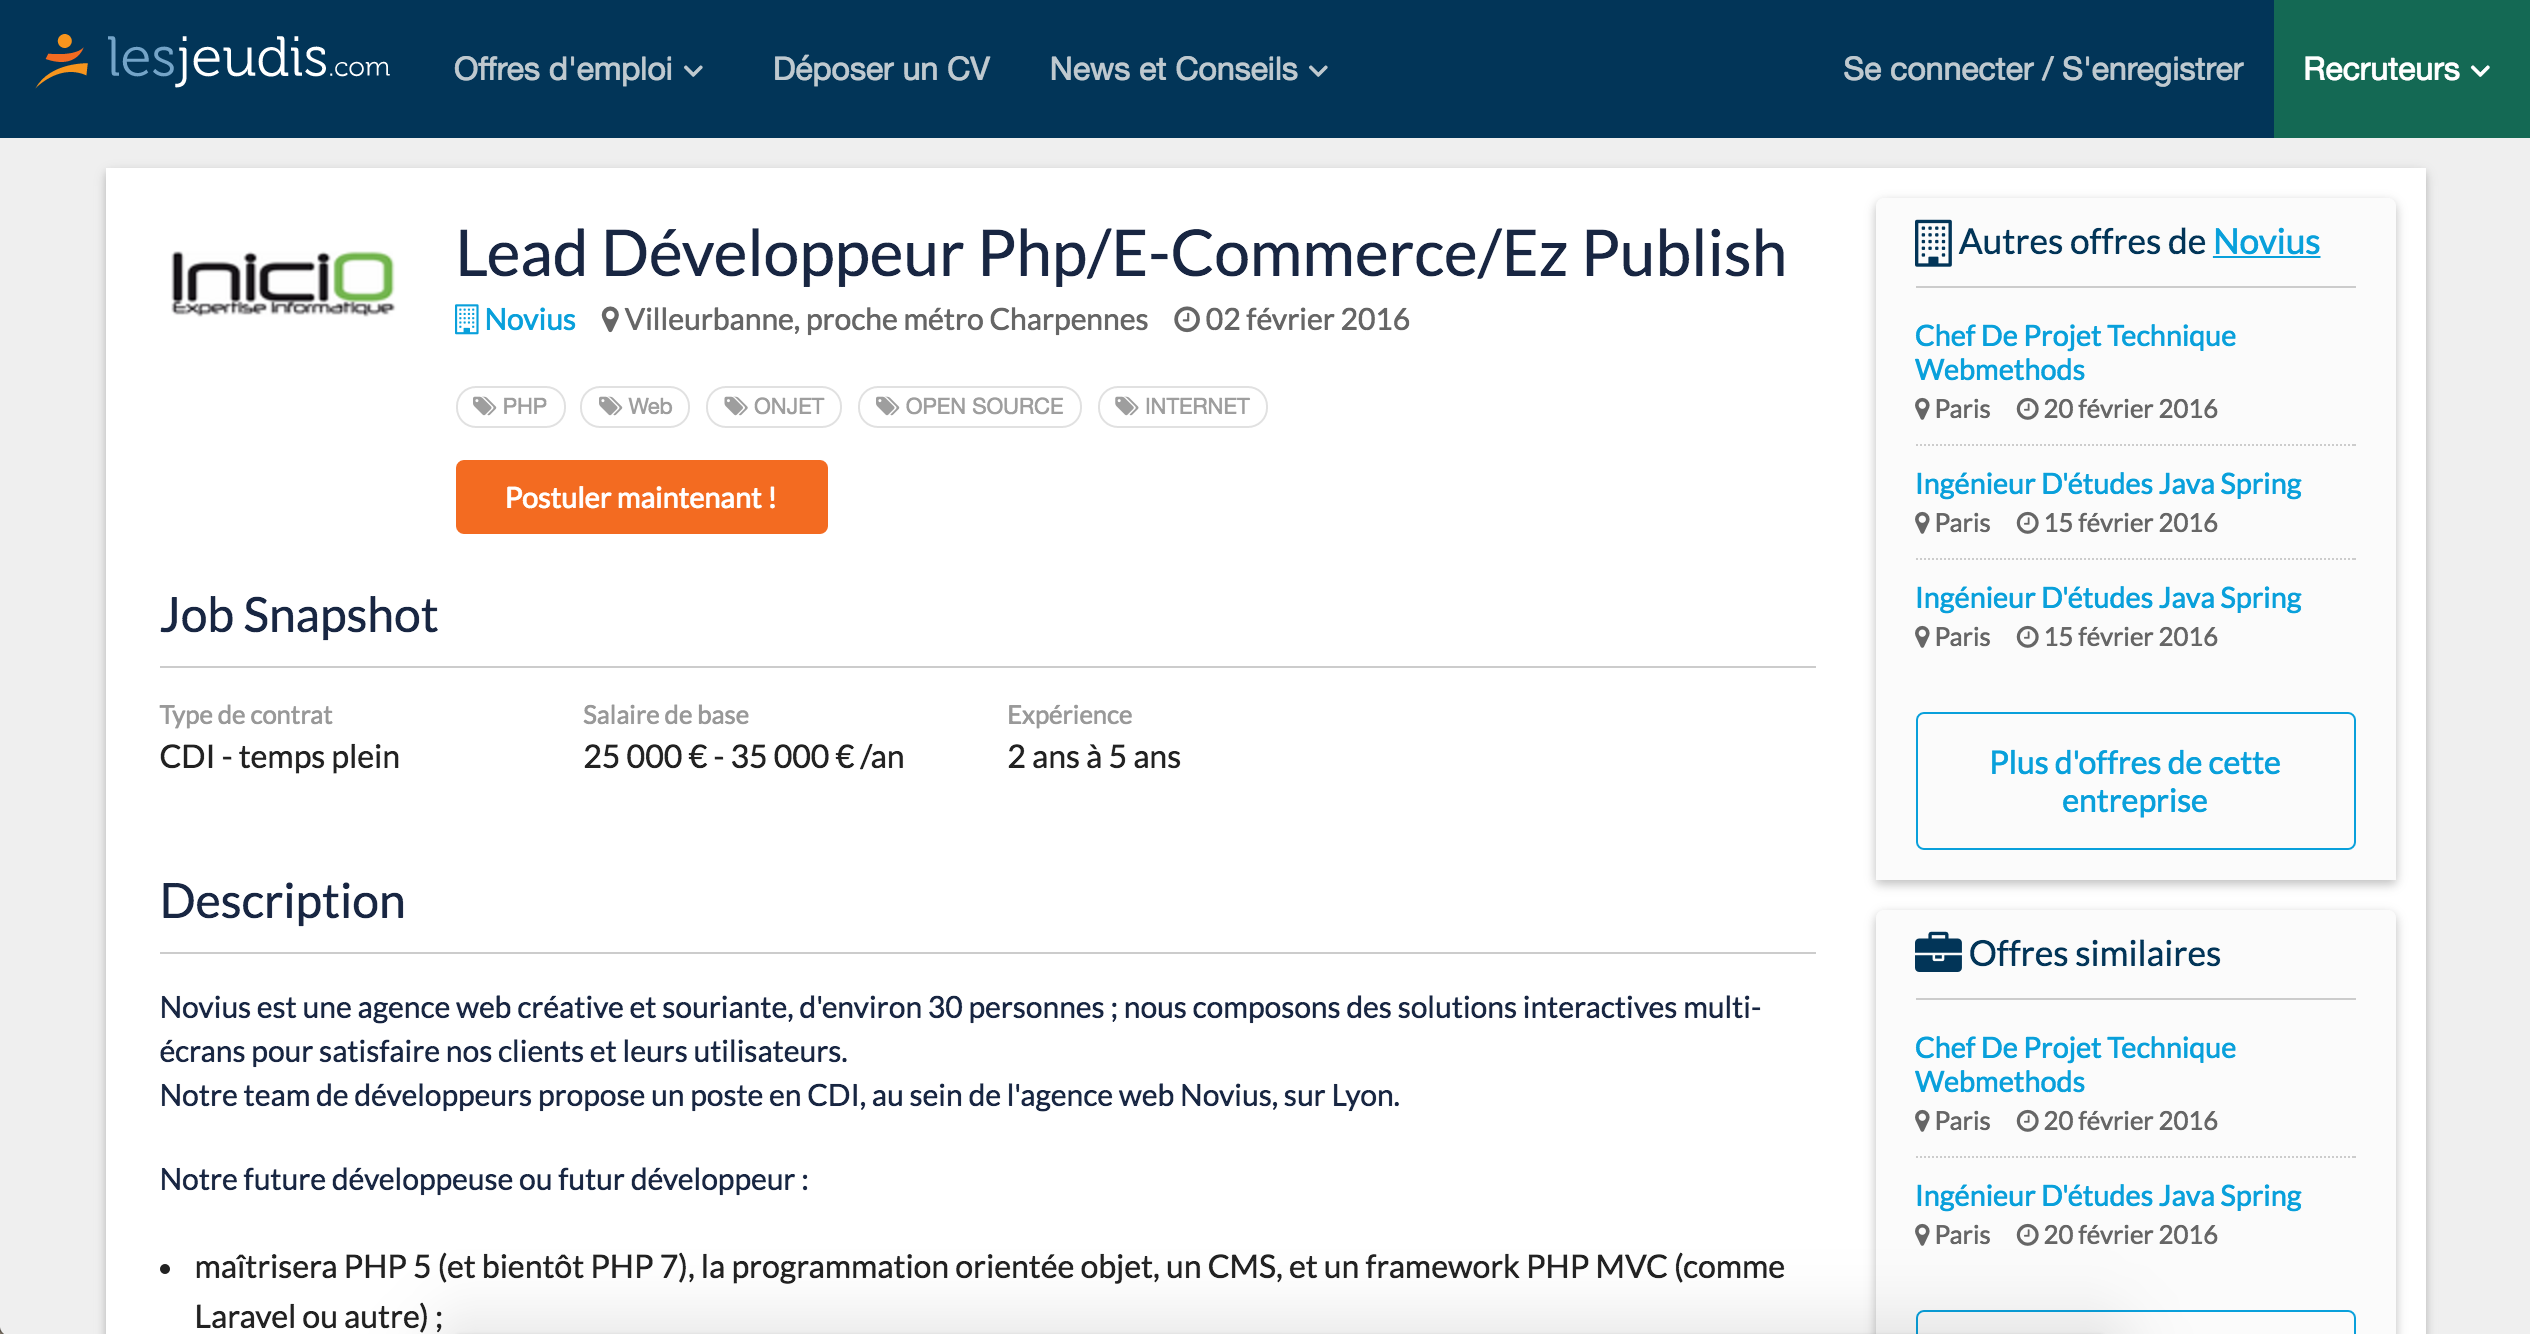 lesjeudis.com
Offres d'emploi
Déposer un CV
News et Conseils
Se connecter / S'enregistrer
Recruteurs
InicIO
Expertise Informatique
Lead Développeur Php/E-Commerce/Ez Publish
Novius Villeurbanne, proche métro Charpennes 02 février 2016
PHP Web ONJET OPEN SOURCE INTERNET
Postuler maintenant !
Job Snapshot
Type de contrat
CDI - temps plein
Salaire de base
25 000 € - 35 000 € /an
Expérience
2 ans à 5 ans
Description
Novius est une agence web créative et souriante, d'environ 30 personnes ; nous composons des solutions interactives multi-
écrans pour satisfaire nos clients et leurs utilisateurs.
Notre team de développeurs propose un poste en CDI, au sein de l'agence web Novius, sur Lyon.
Notre future développeuse ou futur développeur :
• maîtrisera PHP 5 (et bientôt PHP 7), la programmation orientée objet, un CMS, et un framework PHP MVC (comme
Laravel ou autre) ;
Autres offres de Novius
Chef De Projet Technique
Webmethods
Paris 20 février 2016
Ingénieur D'études Java Spring
Paris 15 février 2016
Ingénieur D'études Java Spring
Paris 15 février 2016
Plus d'offres de cette
entreprise
Offres similaires
Chef De Projet Technique
Webmethods
Paris 20 février 2016
Ingénieur D'études Java Spring
Paris 20 février 2016